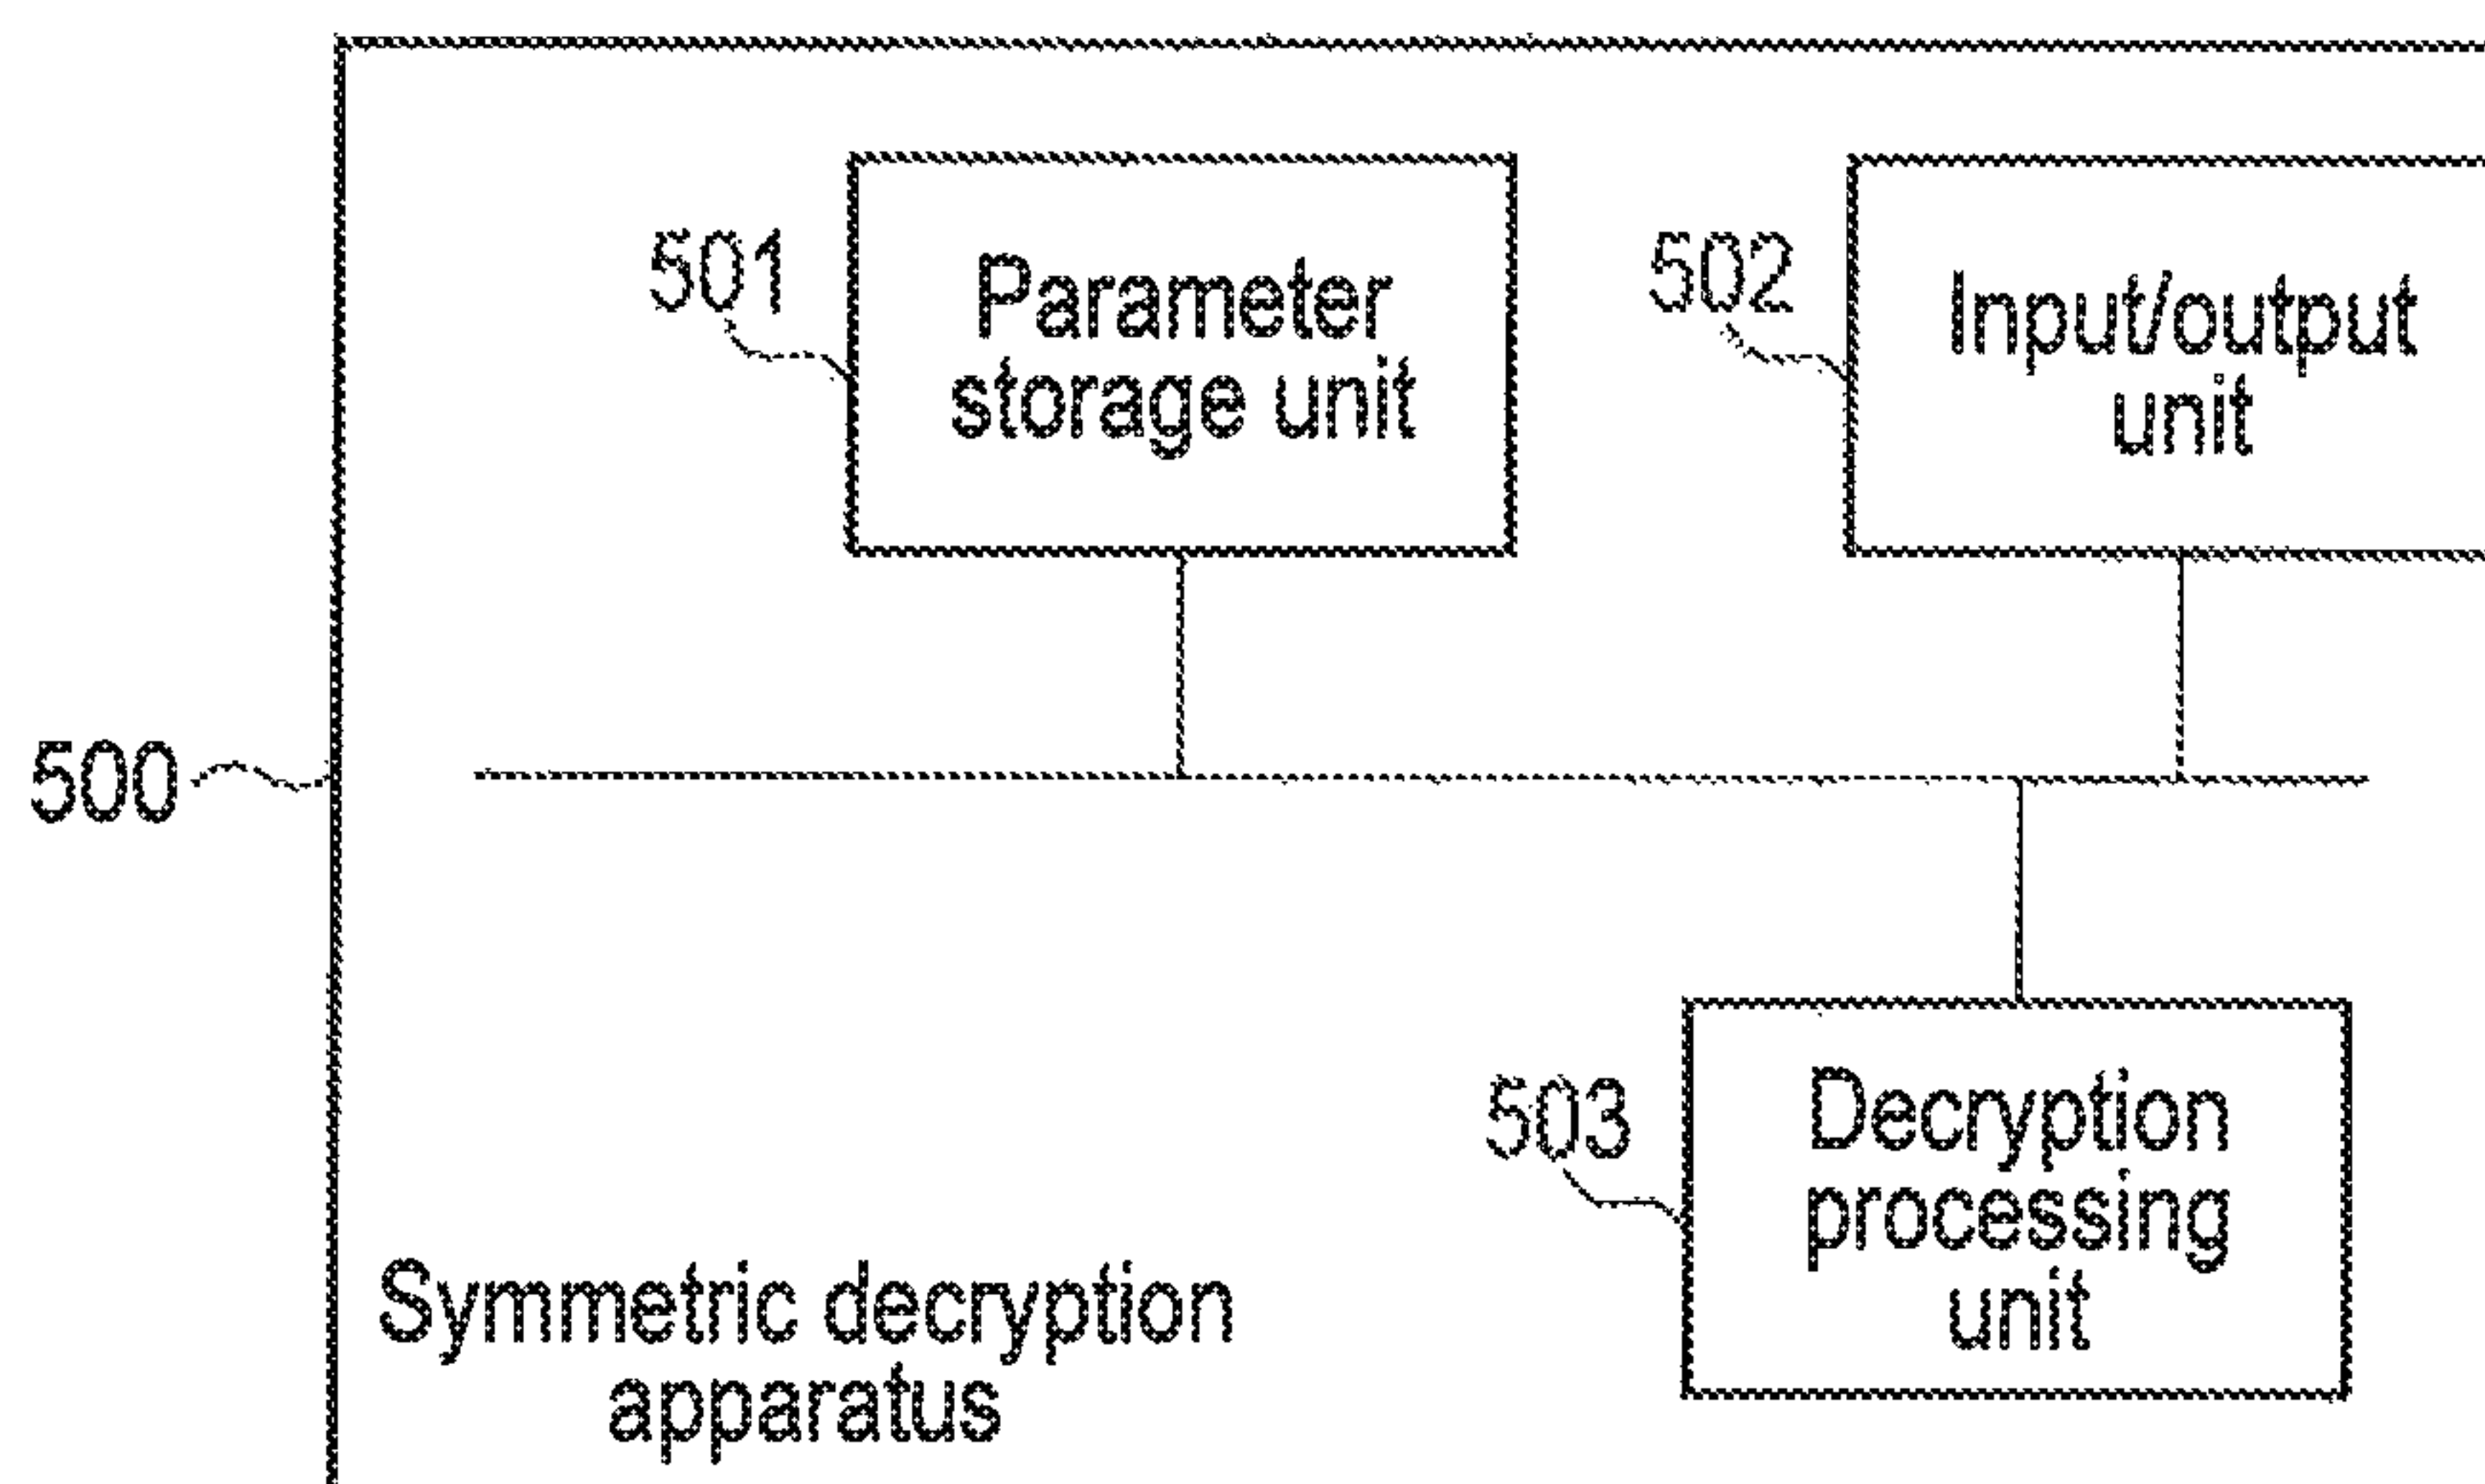 501
Parameter
storage unit
502
Input/output
unit
500
503
Decryption
processing
unit
Symmetric decryption
apparatus